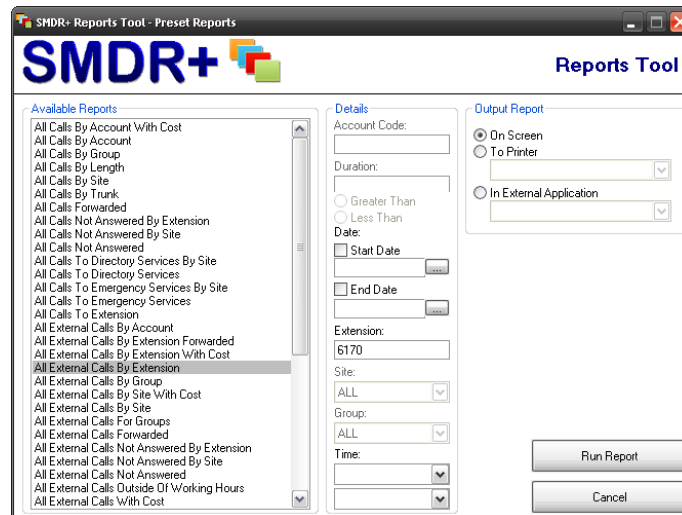 SMDR+ Reports Tool - Preset Reports
SMDR+
Reports Tool
Available Reports
All Calls By Account With Cost
All Calls By Account
All Calls By Group
All Calls By Length
All Calls By Site
All Calls By Trunk
All Calls Forwarded
All Calls Not Answered By Extension
All Calls Not Answered By Site
All Calls Not Answered
All Calls To Directory Services By Site
All Calls To Directory Services
All Calls To Emergency Services By Site
All Calls To Emergency Services
All Calls To Extension
All External Calls By Account
All External Calls By Extension Forwarded
All External Calls By Extension With Cost
All External Calls By Extension
All External Calls By Group
All External Calls By Site With Cost
All External Calls By Site
All External Calls For Groups
All External Calls Forwarded
All External Calls Not Answered By Extension
All External Calls Not Answered By Site
All External Calls Not Answered
All External Calls Outside Of Working Hours
All External Calls With Cost
Details
Account Code:
Duration:
Greater Than
Less Than
Date:
Start Date
...
End Date
...
Extension:
6170
Site:
ALL
Group:
ALL
Time:
Output Report
On Screen
To Printer
In External Application
Run Report
Cancel